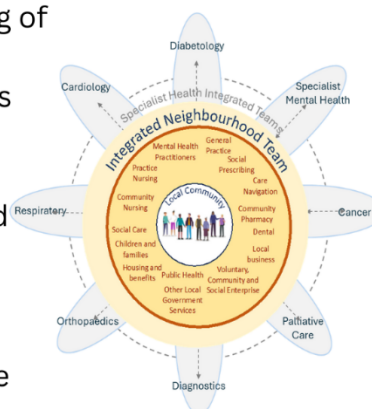 g of
s
d
e
Diabetology
Cardiology
Specialist
Mental Health
Specialist Health Integrated Teams
Integrated Neighbourhood Team
Respiratory
Cancer
Orthopaedics
Palliative
Care
Diagnostics
Mental Health
Practitioners
General
Practice
Social
Prescribing
Practice
Nursing
Care
Navigation
Community
Nursing
Local Community
Community
Pharmacy
Social Care
Dental
Children and
families
Local
business
Housing and
benefits
Public Health
Voluntary,
Community and
Social Enterprise
Other Local
Government
Services